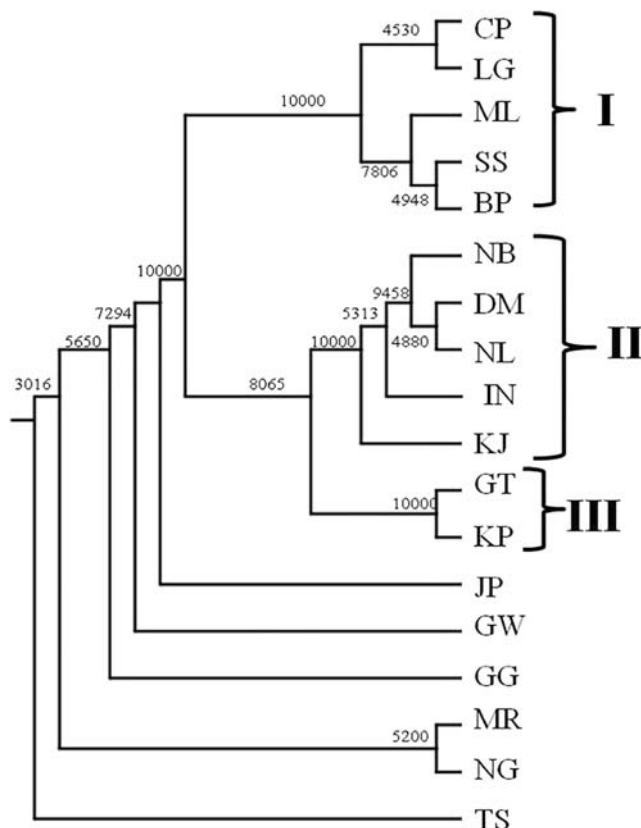 CP
4530
LG
10000
ML
I
SS
7806
BP
4948
NB
10000
9458
DM
7294
5313
NL
5650
10000
4880
II
3016
8065
IN
KJ
GT
10000
III
KP
JP
GW
GG
MR
5200
NG
TS